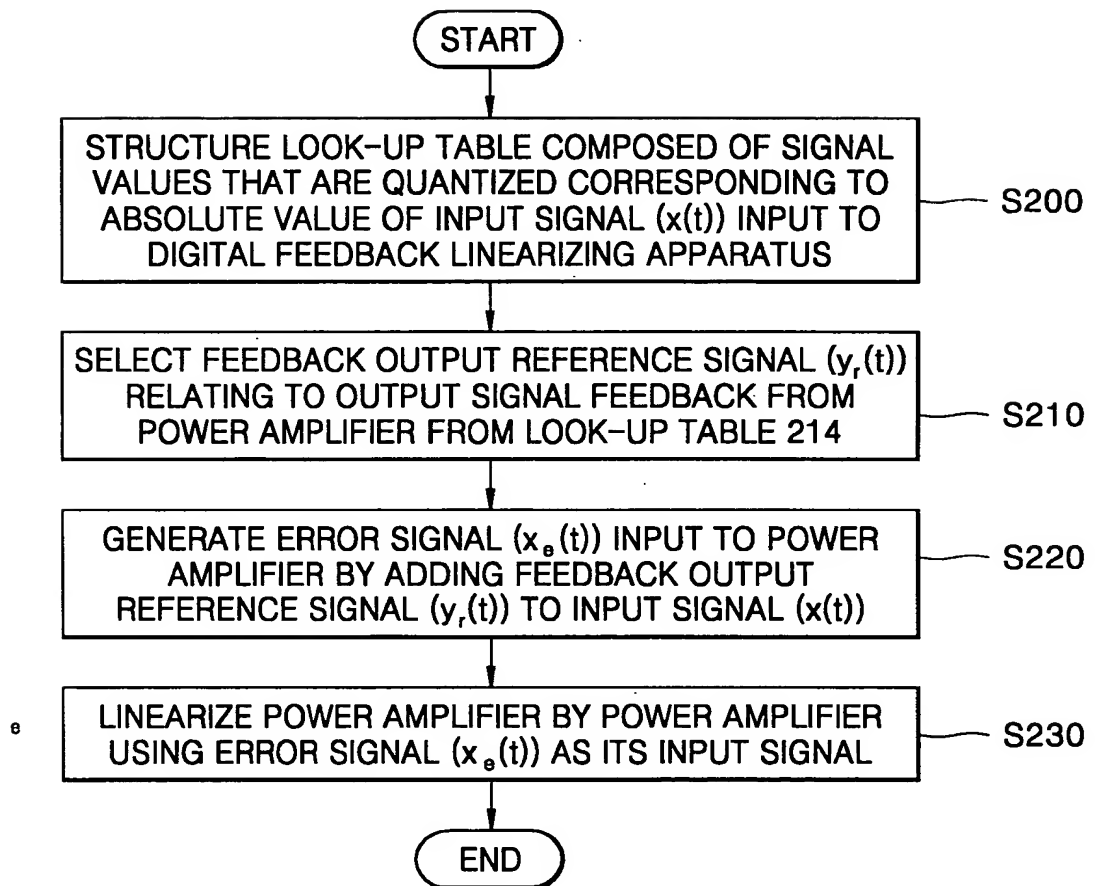 START
STRUCTURE LOOK-UP TABLE COMPOSED OF SIGNAL
VALUES THAT ARE QUANTIZED CORRESPONDING TO
ABSOLUTE VALUE OF INPUT SIGNAL (x(t)) INPUT TO
DIGITAL FEEDBACK LINEARIZING APPARATUS
S200
SELECT FEEDBACK OUTPUT REFERENCE SIGNAL (y_r(t))
RELATING TO OUTPUT SIGNAL FEEDBACK FROM
POWER AMPLIFIER FROM LOOK-UP TABLE 214
S210
GENERATE ERROR SIGNAL (x_e(t)) INPUT TO POWER
AMPLIFIER BY ADDING FEEDBACK OUTPUT
REFERENCE SIGNAL (y_r(t)) TO INPUT SIGNAL (x(t))
S220
e
LINEARIZE POWER AMPLIFIER BY POWER AMPLIFIER
USING ERROR SIGNAL (x_e(t)) AS ITS INPUT SIGNAL
S230
END